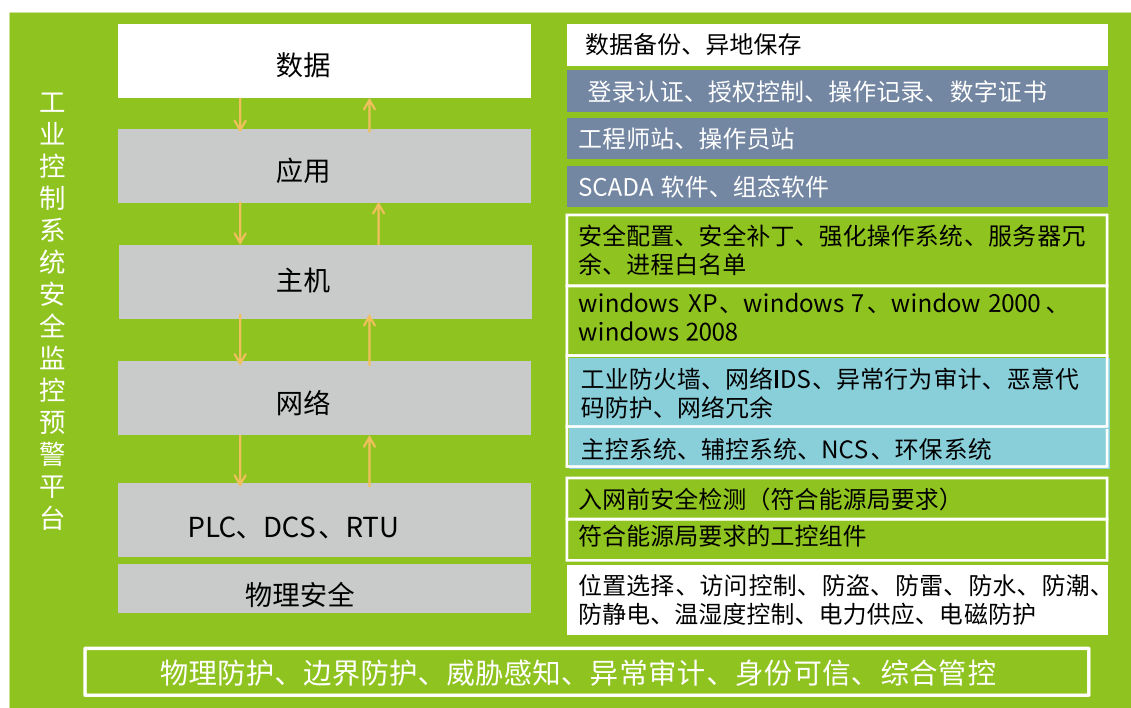 工业控制系统安全监控预警平台
数据
应用
主机
网络
PLC、DCS、RTU
物理安全
数据备份、异地保存
登录认证、授权控制、操作记录、数字证书
工程师站、操作员站
SCADA 软件、组态软件
安全配置、安全补丁、强化操作系统、服务器冗
余、进程白名单
windows XP、windows 7、window 2000 、
windows 2008
工业防火墙、网络IDS、异常行为审计、恶意代
码防护、网络冗余
主控系统、辅控系统、NCS、环保系统
入网前安全检测（符合能源局要求）
符合能源局要求的工控组件
位置选择、访问控制、防盗、防雷、防水、防潮、
防静电、温湿度控制、电力供应、电磁防护
物理防护、边界防护、威胁感知、异常审计、身份可信、综合管控